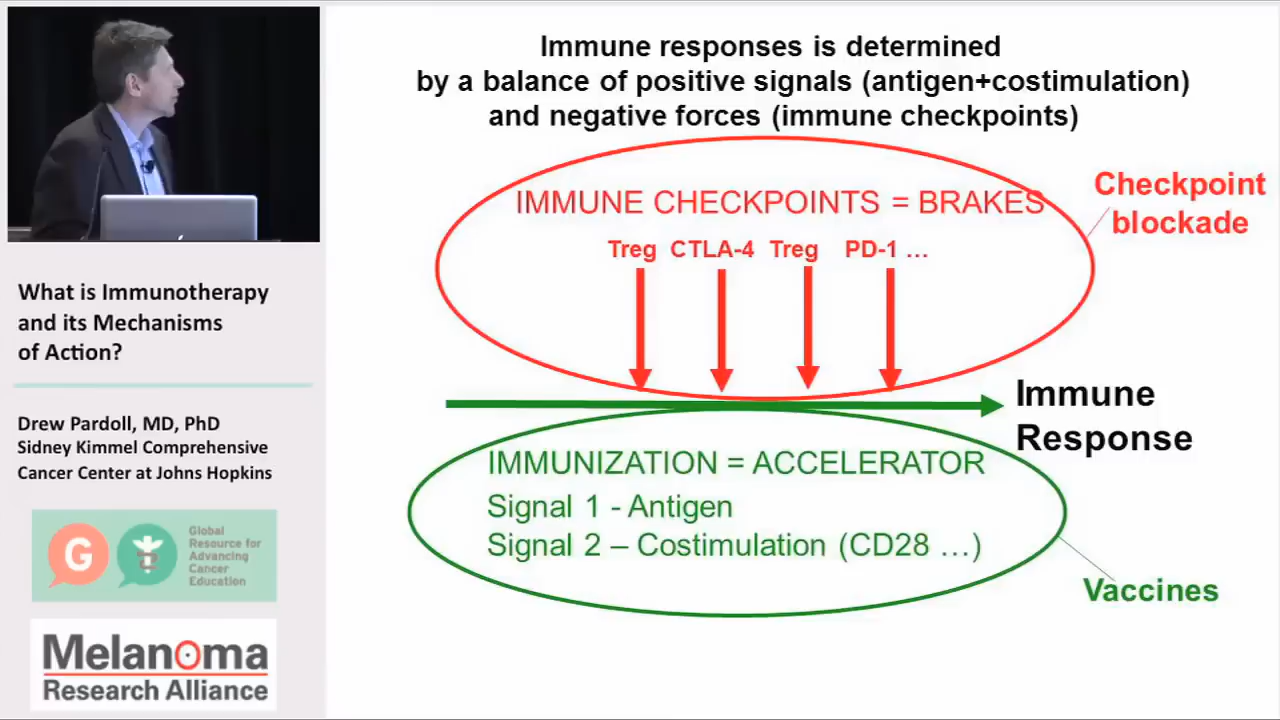 Immune responses is determined
by a balance of positive signals (antigen+costimulation)
and negative forces (immune checkpoints)
IMMUNE CHECKPOINTS = BRAKES
Checkpoint
blockade
Treg CTLA-4 Treg PD-1 ...
Immune
Response
IMMUNIZATION = ACCELERATOR
Signal 1 - Antigen
Signal 2 – Costimulation (CD28 ...)
Vaccines
What is Immunotherapy
and its Mechanisms
of Action?
Drew Pardoll, MD, PhD
Sidney Kimmel Comprehensive
Cancer Center at Johns Hopkins
G
Global
Resource for
Advancing
Cancer
Education
Melanoma
Research Alliance